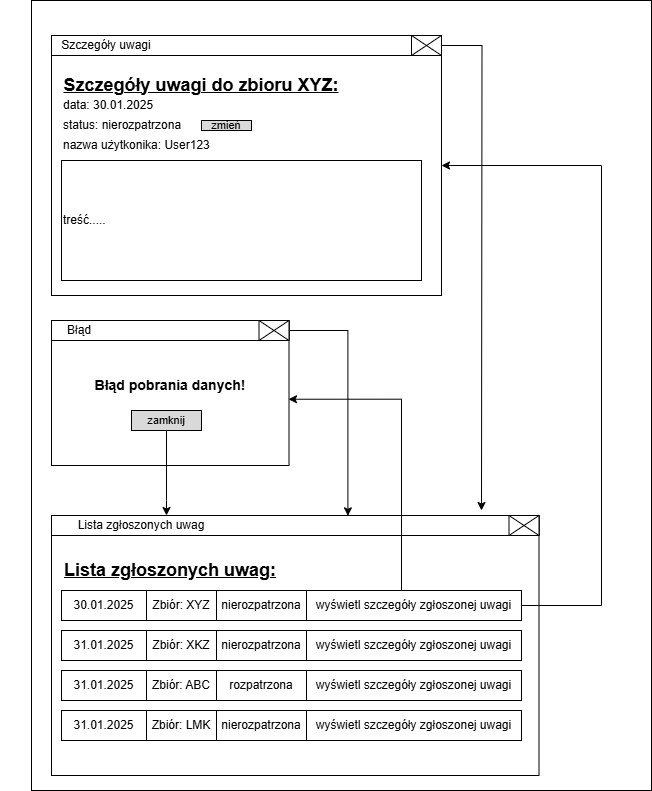 Szczegóły uwagi
Szczegóły uwagi do zbioru XYZ:
data: 30.01.2025
status: nierozpatrzona zmień
nazwa użytkonika: User123
treść.....
Błąd
Błąd pobrania danych!
zamknij
Lista zgłoszonych uwag
Lista zgłoszonych uwag:
30.01.2025 Zbiór: XYZ nierozpatrzona wyświetl szczegóły zgłoszonej uwagi
31.01.2025 Zbiór: XKZ nierozpatrzona wyświetl szczegóły zgłoszonej uwagi
31.01.2025 Zbiór: ABC rozpatrzona wyświetl szczegóły zgłoszonej uwagi
31.01.2025 Zbiór: LMK nierozpatrzona wyświetl szczegóły zgłoszonej uwagi